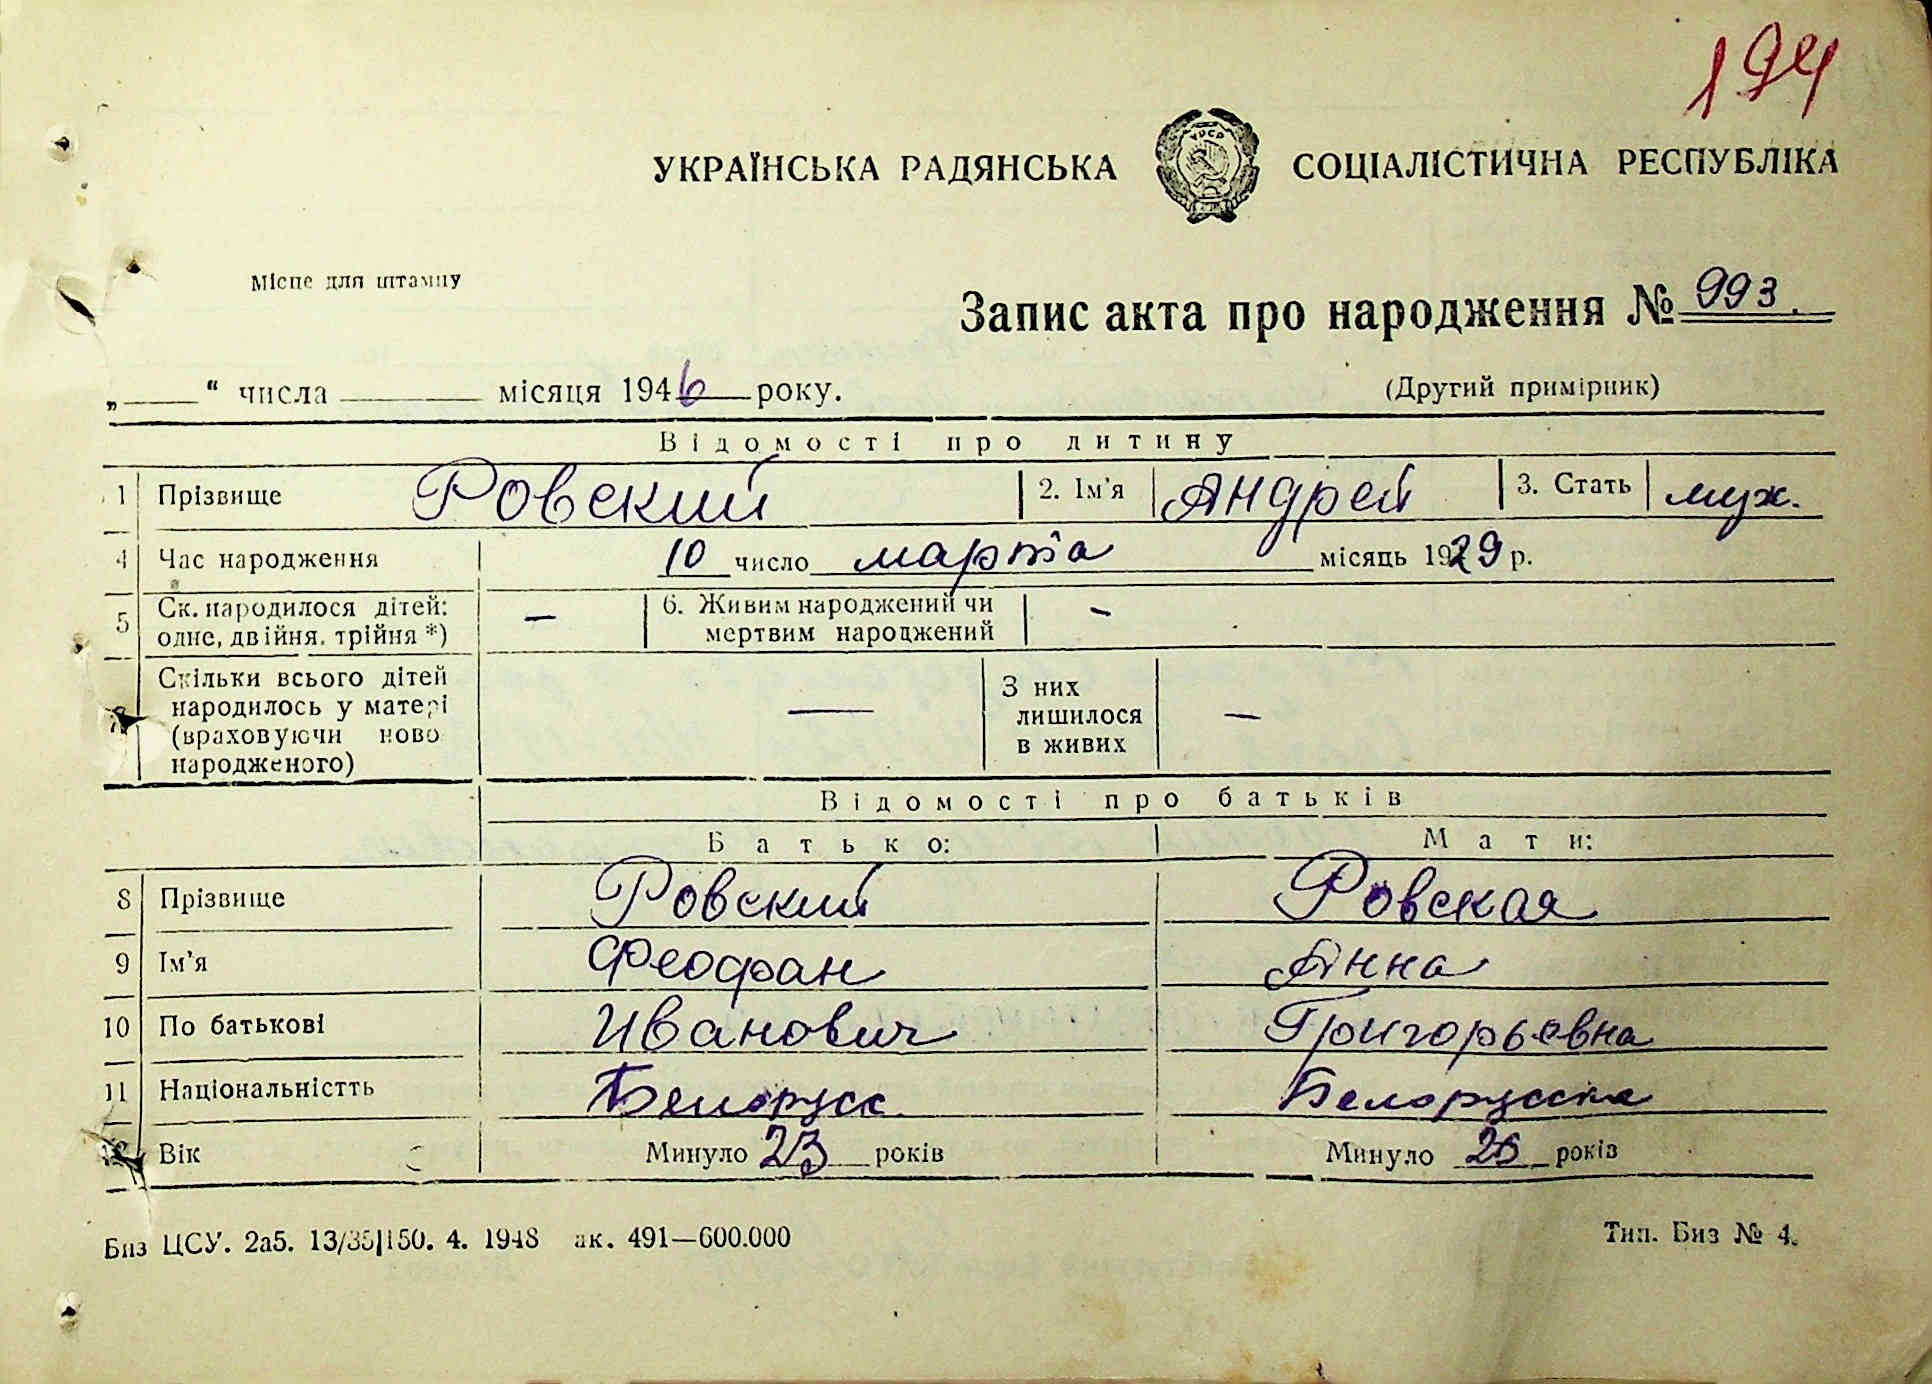 194
УКРАЇНСЬКА РАДЯНСЬКА СОЦІАЛІСТИЧНА РЕСПУБЛІКА
УРСР
Місце для штампу
Запис акта про народження № 993.
„ “ числа місяця 1946 року.
(Другий примірник)
Відомості про дитину
1 Прізвище Ровский 2. Ім'я Андрей 3. Стать муж.
4 Час народження 10 число марта місяць 1929 р.
5 Ск. народилося дітей: одне, двійня, трійня *) — 6. Живим народжений чи мертвим народжений —
Скільки всього дітей народилось у матері (враховуючи ново народженого) — З них лишилося в живих —
Відомості про батьків
Батько: Мати:
8 Прізвище Ровский Ровская
9 Ім'я Феофан Анна
10 По батькові Иванович Григорьевна
11 Національністть Белорусс Белорусска
12 Вік Минуло 23 років Минуло років
Биз ЦСУ. 2а5. 13/35|150. 4. 1948 ак. 491—600.000
Тип. Биз № 4.